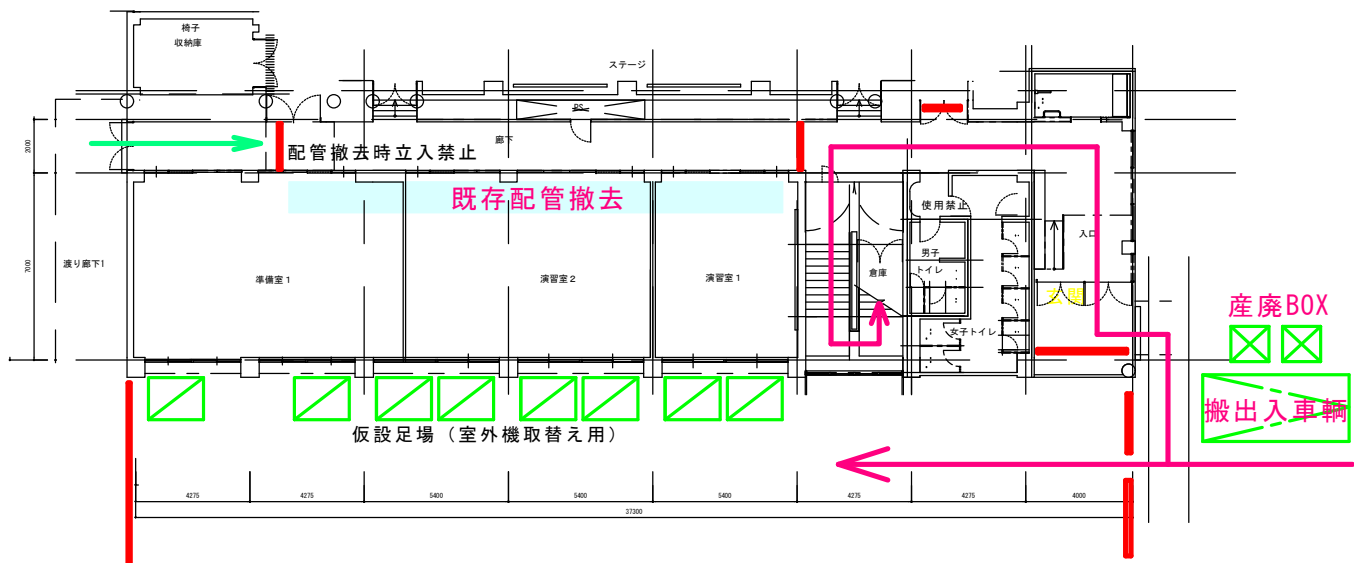 椅子
収納庫
ステージ
PS
廊下
配管撤去時立入禁止
既存配管撤去
使用禁止
男子
トイレ
倉庫
入口
渡り廊下1
準備室1
演習室2
演習室1
玄関
女子トイレ
産廃BOX
搬出入車輌
仮設足場（室外機取替え用）
2000
7000
4275
4275
5400
5400
5400
4275
4275
4000
37300